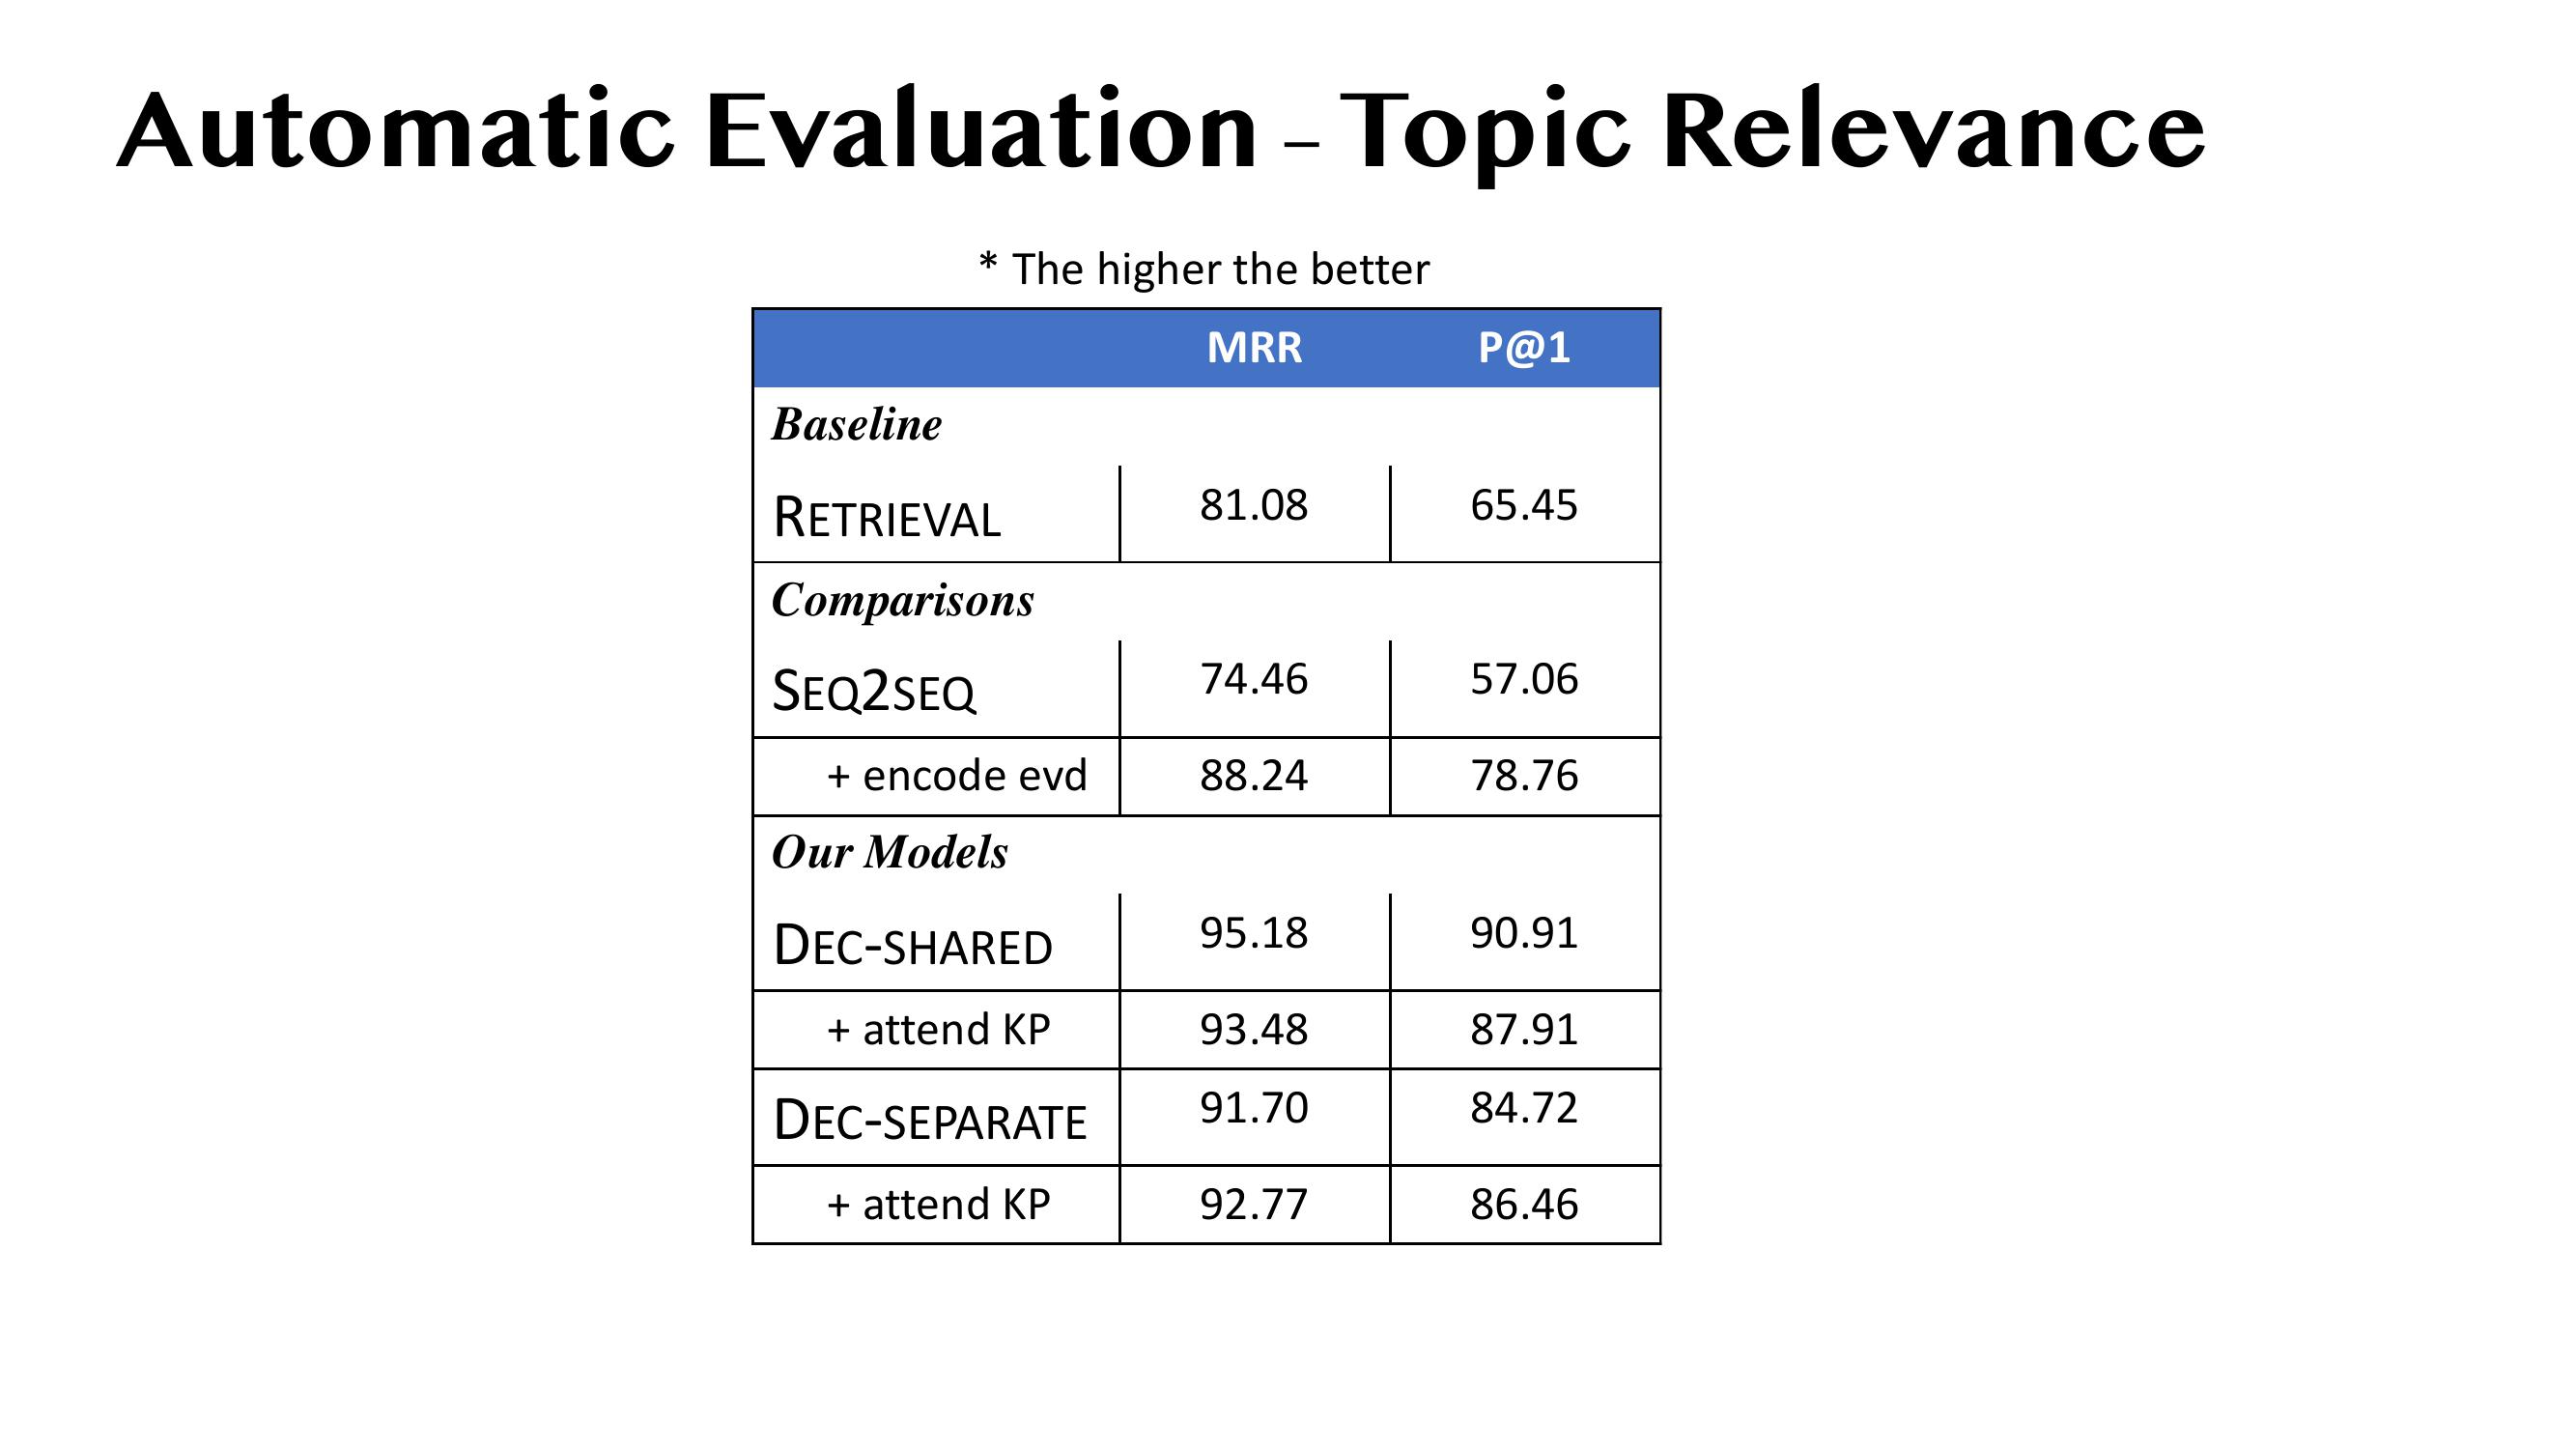 Automatic Evaluation – Topic Relevance
* The higher the better
MRR P@1
Baseline
RETRIEVAL 81.08 65.45
Comparisons
SEQ2SEQ 74.46 57.06
+ encode evd 88.24 78.76
Our Models
DEC-SHARED 95.18 90.91
+ attend KP 93.48 87.91
DEC-SEPARATE 91.70 84.72
+ attend KP 92.77 86.46